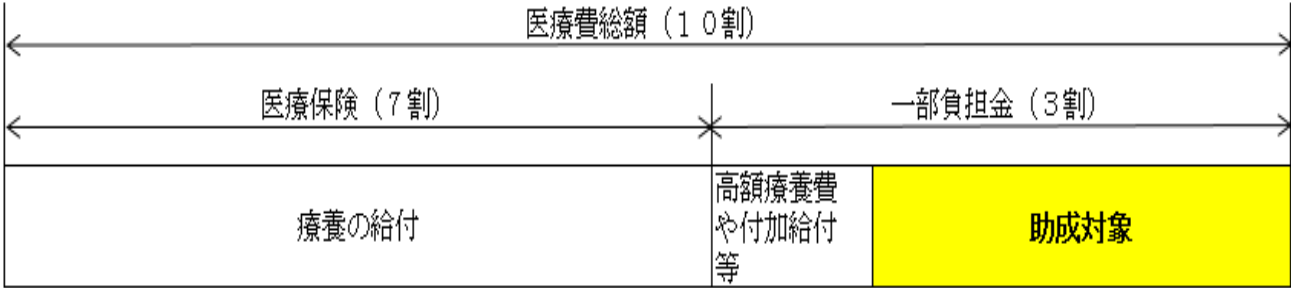 医療費総額（１０割）
医療保険（７割）
一部負担金（３割）
療養の給付
高額療養費
や付加給付
等
助成対象